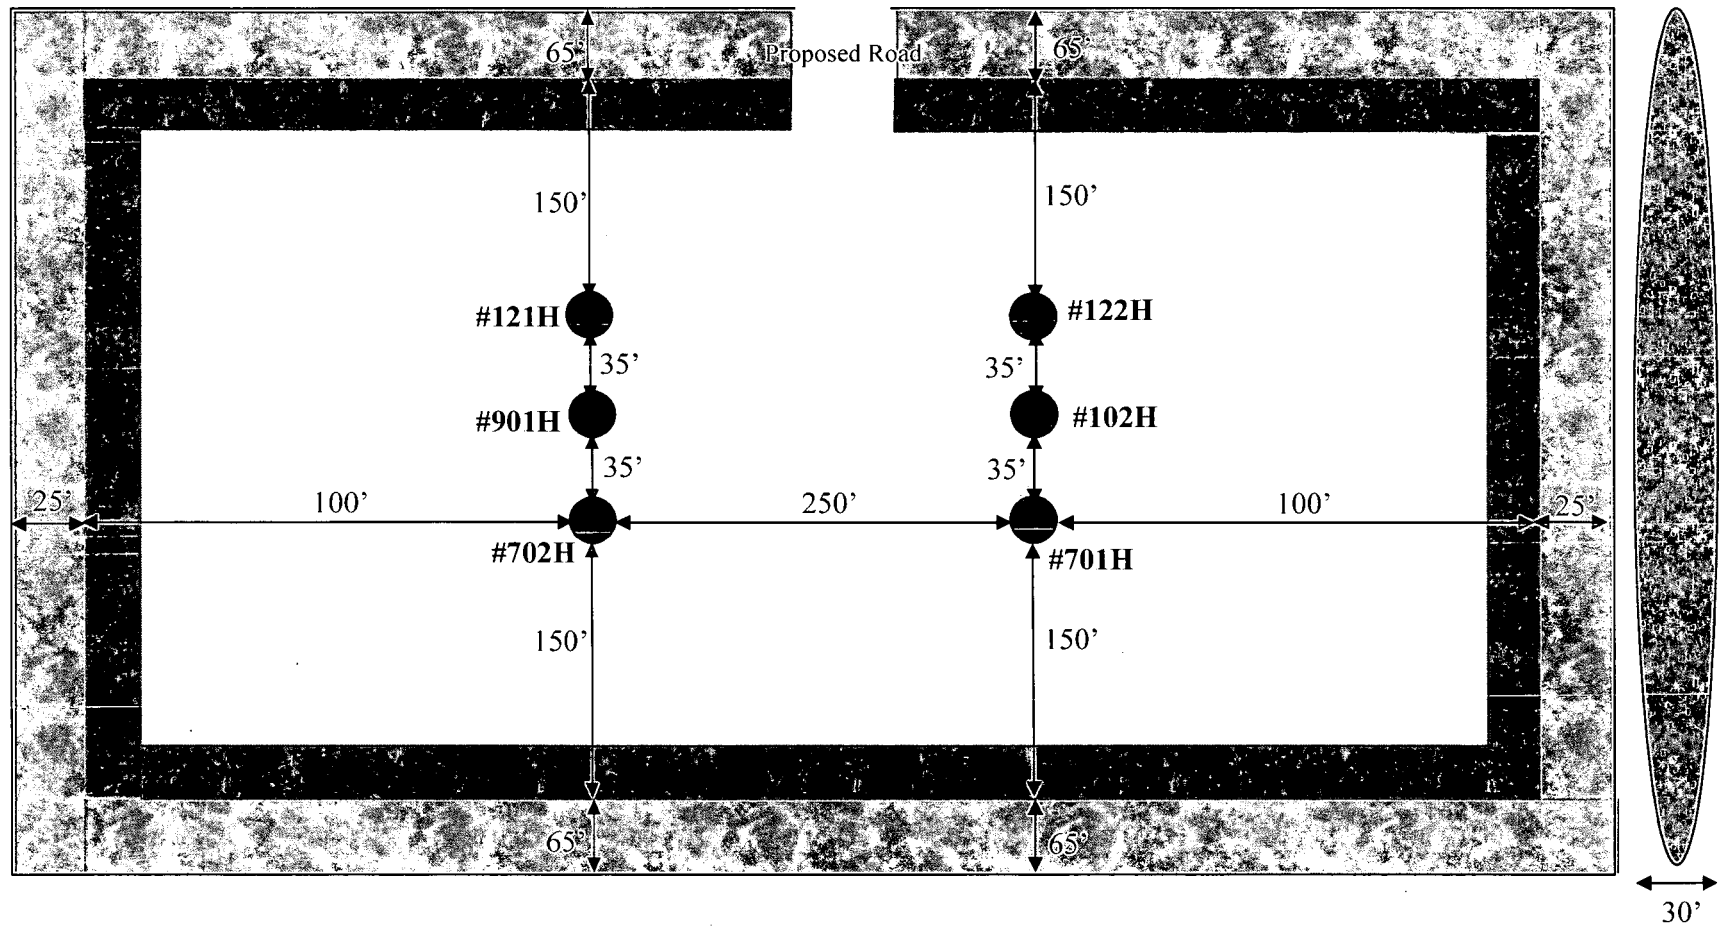 65’ Proposed Road 65’
150’ 150’
#121H #122H
35’ 35’
#901H #102H
35’ 35’
25’ 100’ 250’ 100’ 25’
#702H #701H
150’ 150’
65’ 65’
30’